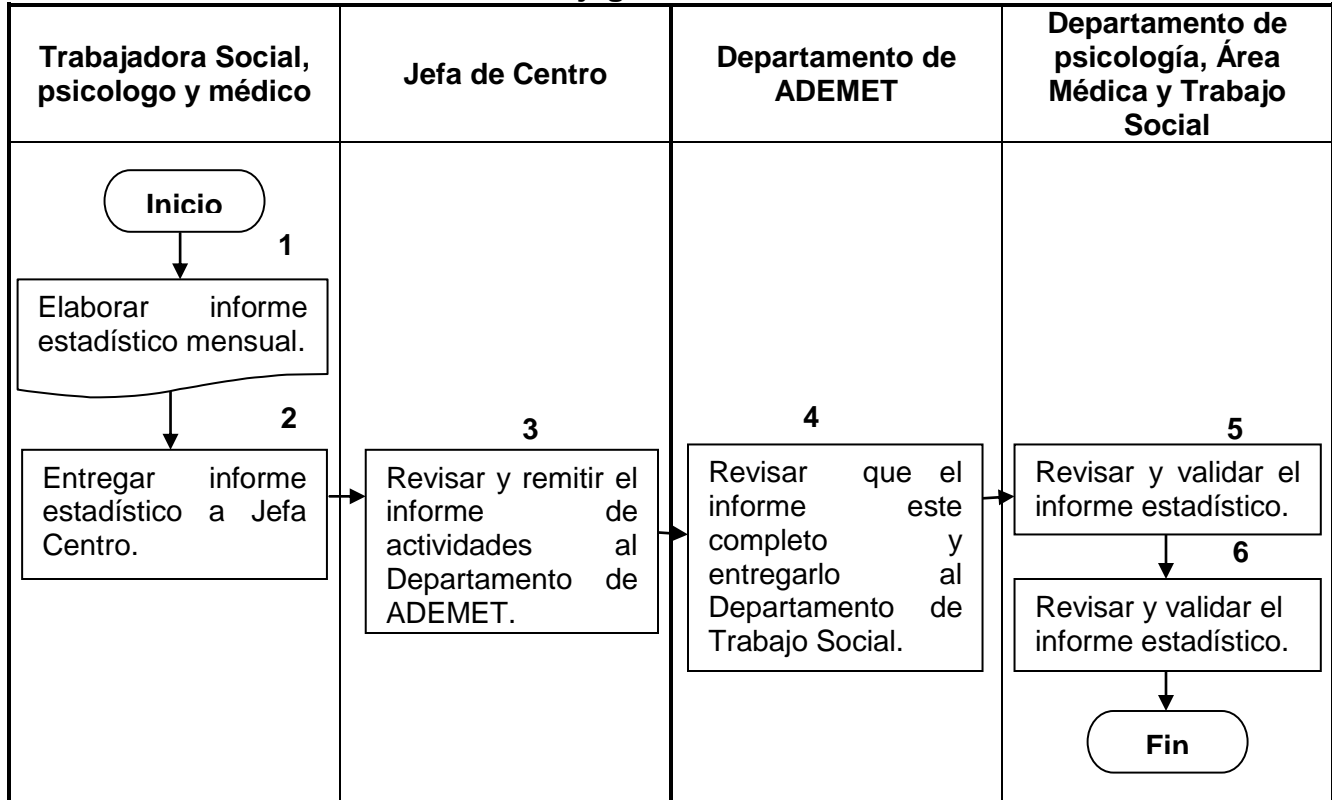 Trabajadora Social,
psicologo y médico
Jefa de Centro
Departamento de
ADEMET
Departamento de
psicología, Área
Médica y Trabajo
Social
Inicio
1
Elaborar informe
estadístico mensual.
2
Entregar informe
estadístico a Jefa
Centro.
3
Revisar y remitir el
informe de
actividades al
Departamento de
ADEMET.
4
Revisar que el
informe este
completo y
entregarlo al
Departamento de
Trabajo Social.
5
Revisar y validar el
informe estadístico.
6
Revisar y validar el
informe estadístico.
Fin